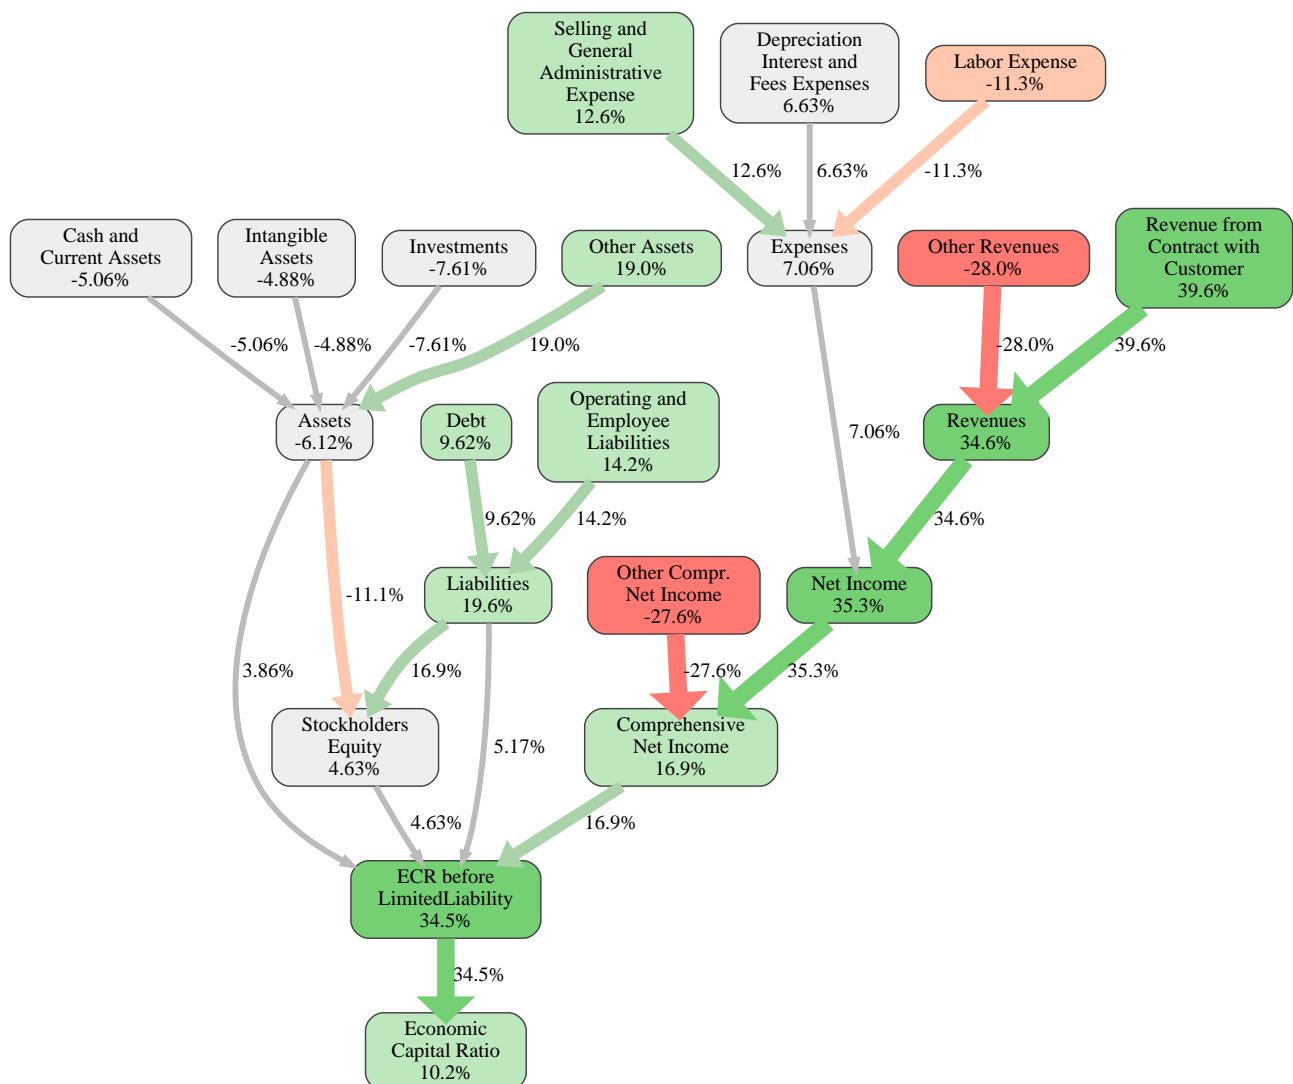 Selling and
General
Administrative
Expense
12.6%
Depreciation
Interest and
Fees Expenses
6.63%
Labor Expense
-11.3%
12.6%
6.63%
-11.3%
Cash and
Current Assets
-5.06%
Intangible
Assets
-4.88%
Investments
-7.61%
Other Assets
19.0%
Expenses
7.06%
Other Revenues
-28.0%
Revenue from
Contract with
Customer
39.6%
-5.06%
-4.88%
-7.61%
19.0%
-28.0%
39.6%
Assets
-6.12%
Debt
9.62%
Operating and
Employee
Liabilities
14.2%
7.06%
Revenues
34.6%
9.62%
14.2%
34.6%
-11.1%
Liabilities
19.6%
Other Compr.
Net Income
-27.6%
Net Income
35.3%
3.86%
16.9%
-27.6%
35.3%
Stockholders
Equity
4.63%
5.17%
Comprehensive
Net Income
16.9%
4.63%
16.9%
ECR before
LimitedLiability
34.5%
34.5%
Economic
Capital Ratio
10.2%